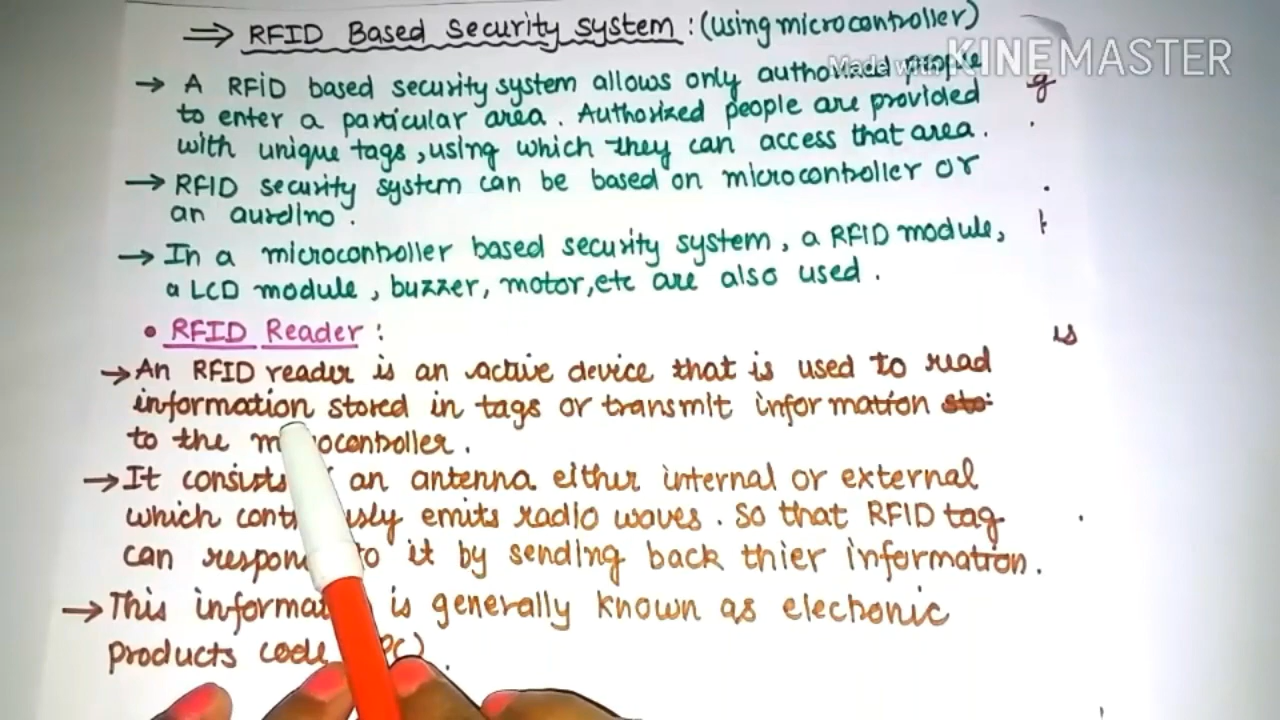 ⇒ RFID Based Security System : (using microcontroller)
Made with KINEMASTER
→ A RFiD based security system allows only authorized people
to enter a particular area. Authorized people are provided
with unique tags, using which they can access that area.
→ RFID security system can be based on microcontroller or
an aurdino.
→ In a microcontroller based security system, a RFID module,
a LCD module, buzzer, motor, etc are also used.
• RFID Reader :
→ An RFID reader is an active device that is used to read
information stored in tags or transmit information
to the microcontroller.
→ It consists an antenna either internal or external
which emits radio waves. So that RFID tag
can to it by sending back thier information.
→ This is generally known as electronic
products code
g
t
is